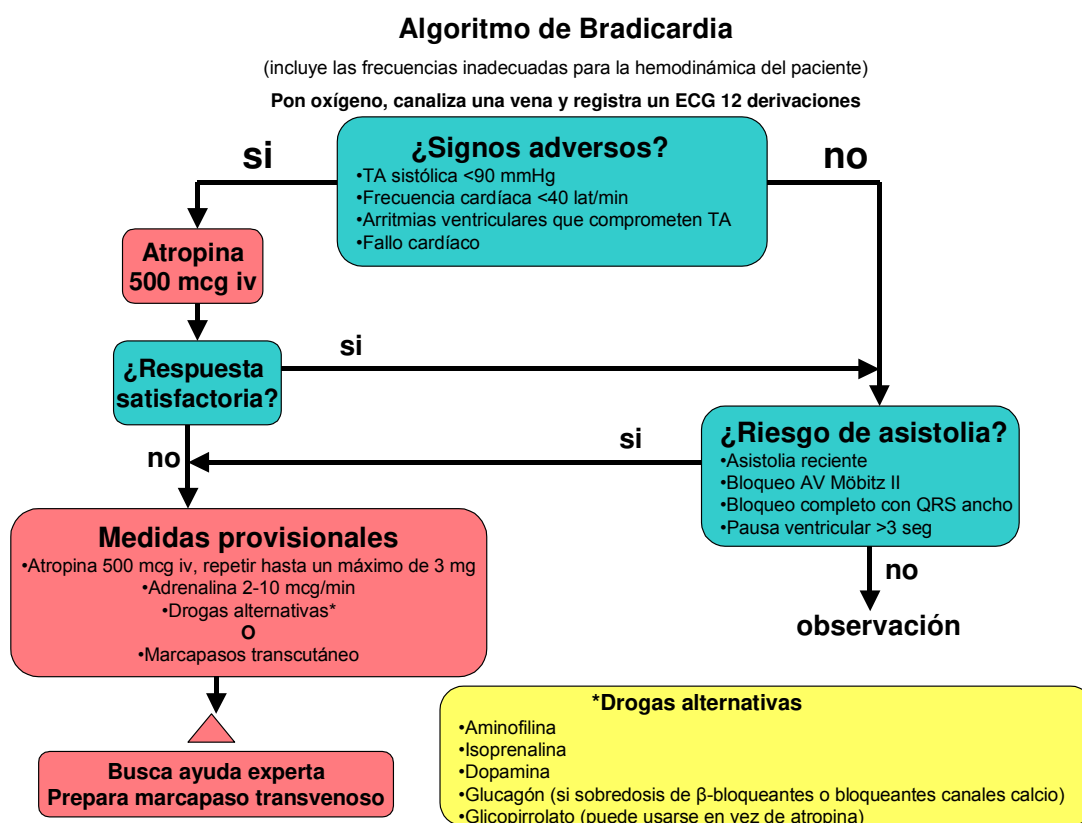 Algoritmo de Bradicardia
(incluye las frecuencias inadecuadas para la hemodinámica del paciente)
Pon oxígeno, canaliza una vena y registra un ECG 12 derivaciones
si
¿Signos adversos?
•TA sistólica <90 mmHg
•Frecuencia cardíaca <40 lat/min
•Arritmias ventriculares que comprometen TA
•Fallo cardíaco
no
Atropina
500 mcg iv
¿Respuesta
satisfactoria?
si
no
si
¿Riesgo de asistolia?
•Asistolia reciente
•Bloqueo AV Möbitz II
•Bloqueo completo con QRS ancho
•Pausa ventricular >3 seg
no
observación
Medidas provisionales
•Atropina 500 mcg iv, repetir hasta un máximo de 3 mg
•Adrenalina 2-10 mcg/min
•Drogas alternativas*
O
•Marcapasos transcutáneo
Busca ayuda experta
Prepara marcapaso transvenoso
*Drogas alternativas
•Aminofilina
•Isoprenalina
•Dopamina
•Glucagón (si sobredosis de β-bloqueantes o bloqueantes canales calcio)
•Glicopirrolato (puede usarse en vez de atropina)